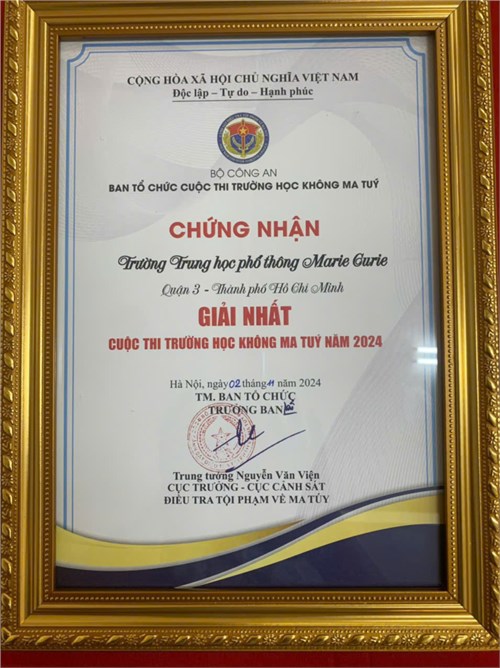 CỘNG HÒA XÃ HỘI CHỦ NGHĨA VIỆT NAM
Độc lập – Tự do – Hạnh phúc
BỘ CÔNG AN
BAN TỔ CHỨC CUỘC THI TRƯỜNG HỌC KHÔNG MA TUÝ
CHỨNG NHẬN
Trường Trung học phổ thông Marie Curie
Quận 3 - Thành phố Hồ Chí Minh
GIẢI NHẤT
CUỘC THI TRƯỜNG HỌC KHÔNG MA TUÝ NĂM 2024
Hà Nội, ngày 02 tháng 11 năm 2024
TM. BAN TỔ CHỨC
TRƯỞNG BAN
Trung tướng Nguyễn Văn Viện
CỤC TRƯỞNG - CỤC CẢNH SÁT
ĐIỀU TRA TỘI PHẠM VỀ MA TÚY